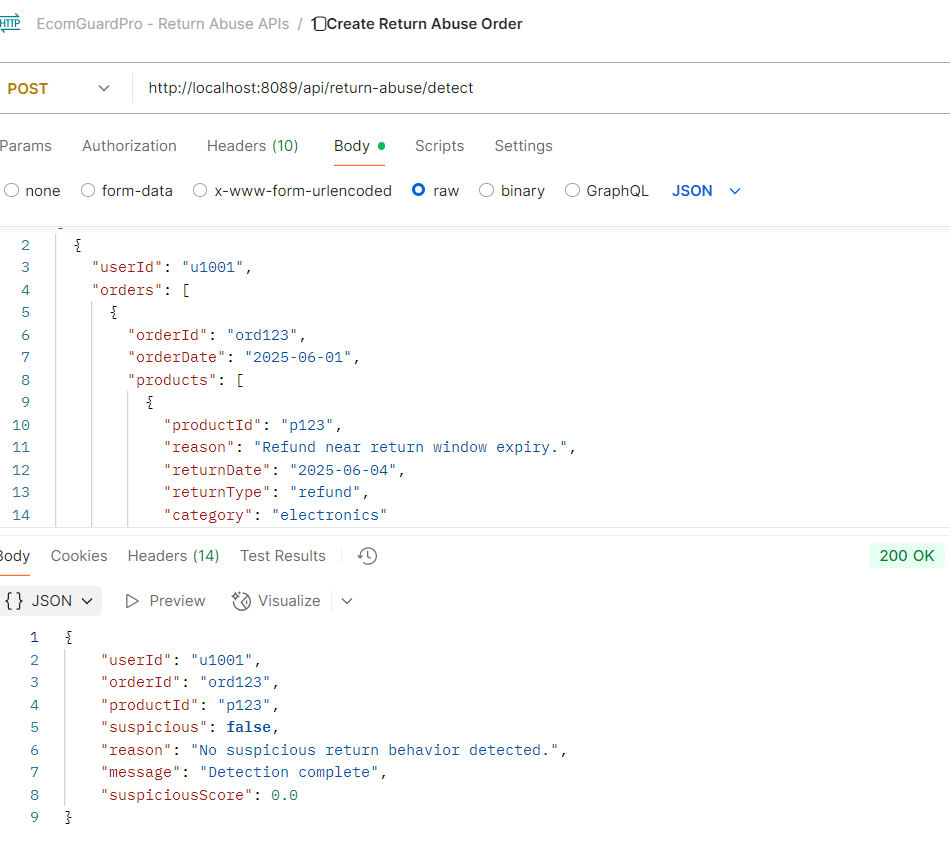 HTTP EcomGuardPro - Return Abuse APIs / Create Return Abuse Order
POST http://localhost:8089/api/return-abuse/detect
Params Authorization Headers (10) Body Scripts Settings
none form-data x-www-form-urlencoded raw binary GraphQL JSON
2 {
3 "userId": "u1001",
4 "orders": [
5 {
6 "orderId": "ord123",
7 "orderDate": "2025-06-01",
8 "products": [
9 {
10 "productId": "p123",
11 "reason": "Refund near return window expiry.",
12 "returnDate": "2025-06-04",
13 "returnType": "refund",
14 "category": "electronics"
Body Cookies Headers (14) Test Results 200 OK
{} JSON Preview Visualize
1 {
2 "userId": "u1001",
3 "orderId": "ord123",
4 "productId": "p123",
5 "suspicious": false,
6 "reason": "No suspicious return behavior detected.",
7 "message": "Detection complete",
8 "suspiciousScore": 0.0
9 }